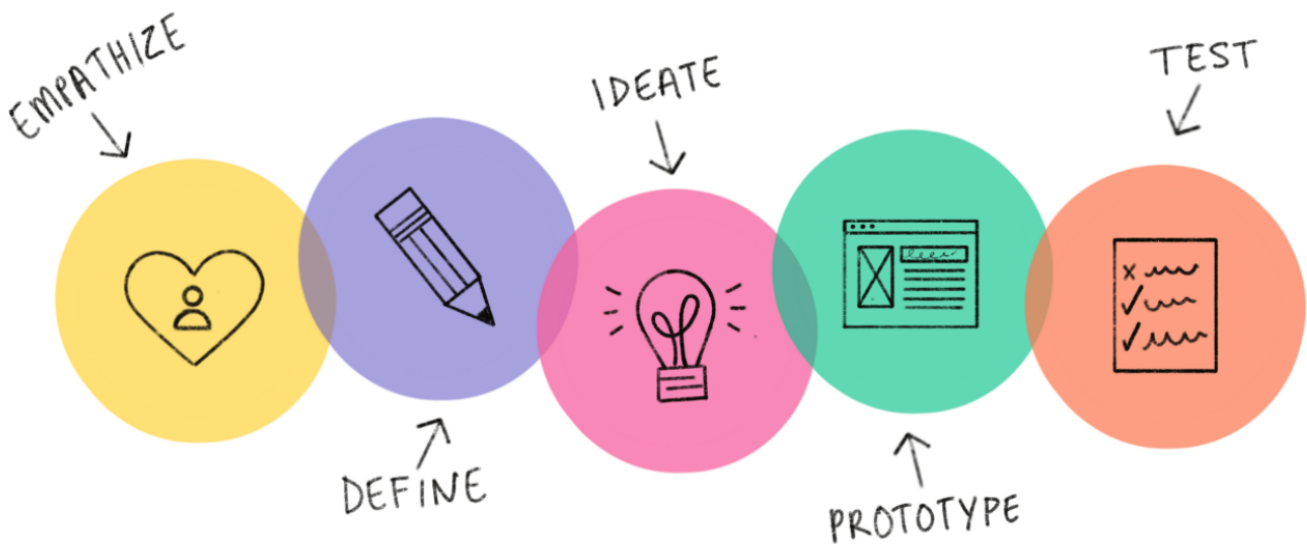 EMPATHIZE
DEFINE
IDEATE
PROTOTYPE
TEST